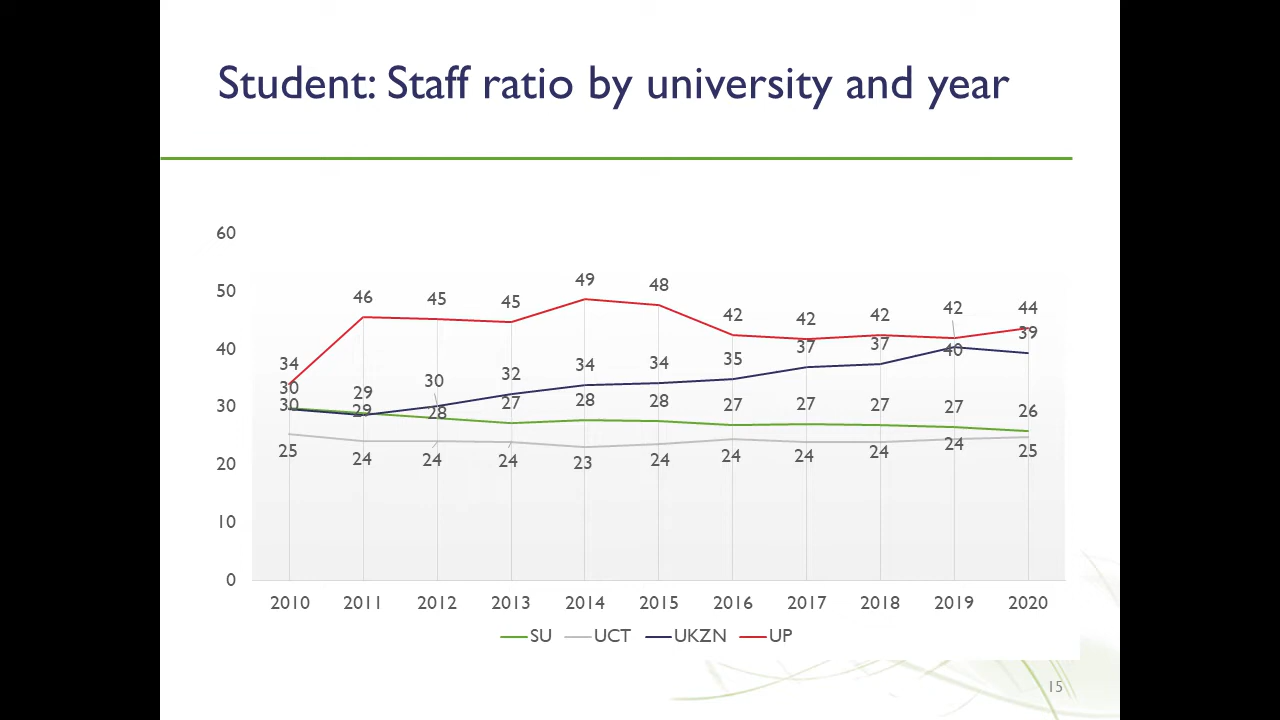 Student: Staff ratio by university and year
60
50
40
30
20
10
0
34 46 45 45 49 48 42 42 42 42 44
30 29 30 32 34 34 35 37 37 40 39
30 29 28 27 28 28 27 27 27 27 26
25 24 24 24 23 24 24 24 24 24 25
2010 2011 2012 2013 2014 2015 2016 2017 2018 2019 2020
SU UCT UKZN UP
15